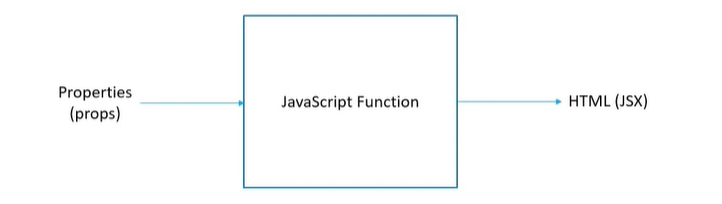 Properties
(props)
JavaScript Function
HTML (JSX)